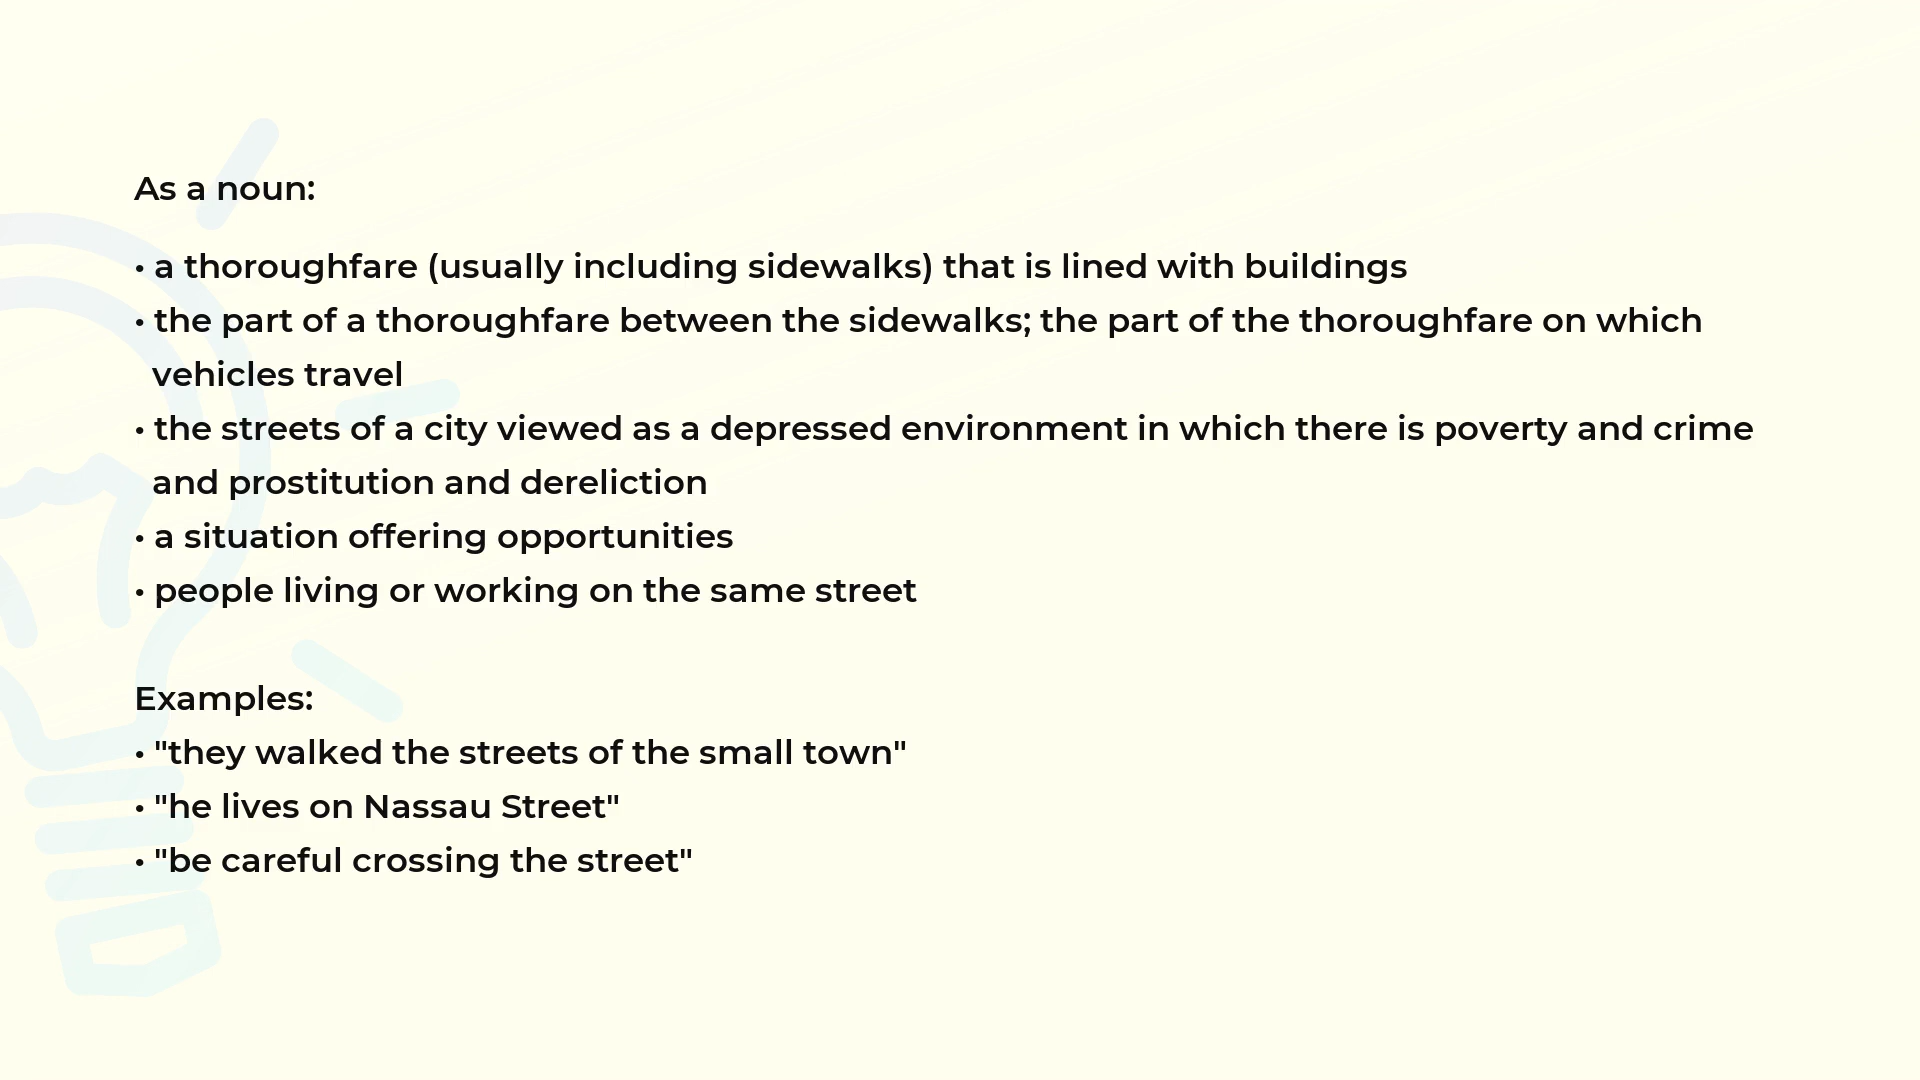 As a noun:
• a thoroughfare (usually including sidewalks) that is lined with buildings
• the part of a thoroughfare between the sidewalks; the part of the thoroughfare on which
vehicles travel
• the streets of a city viewed as a depressed environment in which there is poverty and crime
and prostitution and dereliction
• a situation offering opportunities
• people living or working on the same street
Examples:
• "they walked the streets of the small town"
• "he lives on Nassau Street"
• "be careful crossing the street"